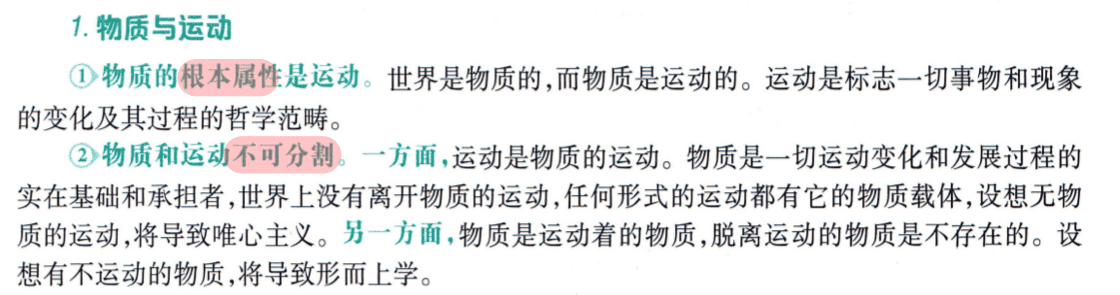 1. 物质与运动
①物质的根本属性是运动。世界是物质的,而物质是运动的。运动是标志一切事物和现象
的变化及其过程的哲学范畴。
②物质和运动不可分割。一方面,运动是物质的运动。物质是一切运动变化和发展过程的
实在基础和承担者,世界上没有离开物质的运动,任何形式的运动都有它的物质载体,设想无物
质的运动,将导致唯心主义。另一方面,物质是运动着的物质,脱离运动的物质是不存在的。设
想有不运动的物质,将导致形而上学。